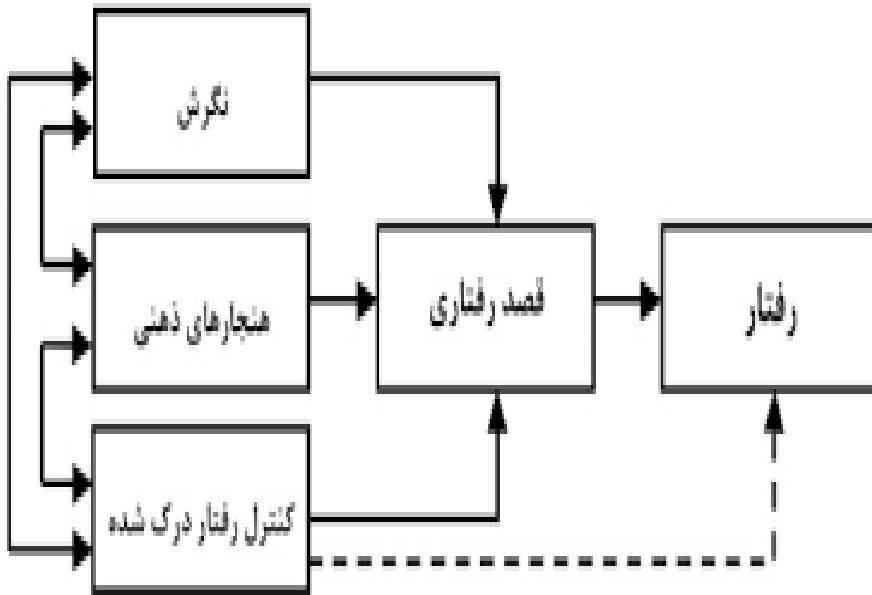 نگرش
هنجارهای ذهنی
قصد رفتاری
رفتار
کنترل رفتار درک شده